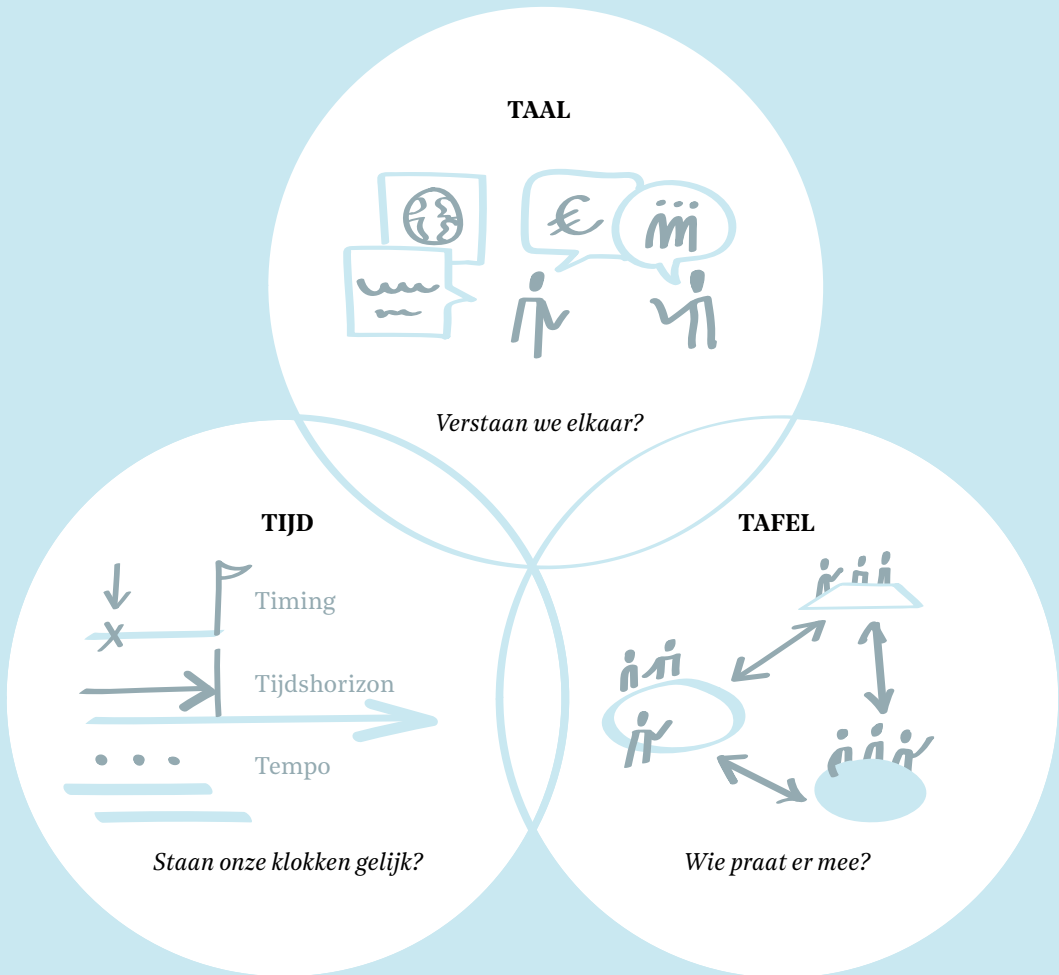 TAAL
€
Verstaan we elkaar?
TIJD
Timing
Tijdshorizon
Tempo
Staan onze klokken gelijk?
TAFEL
Wie praat er mee?